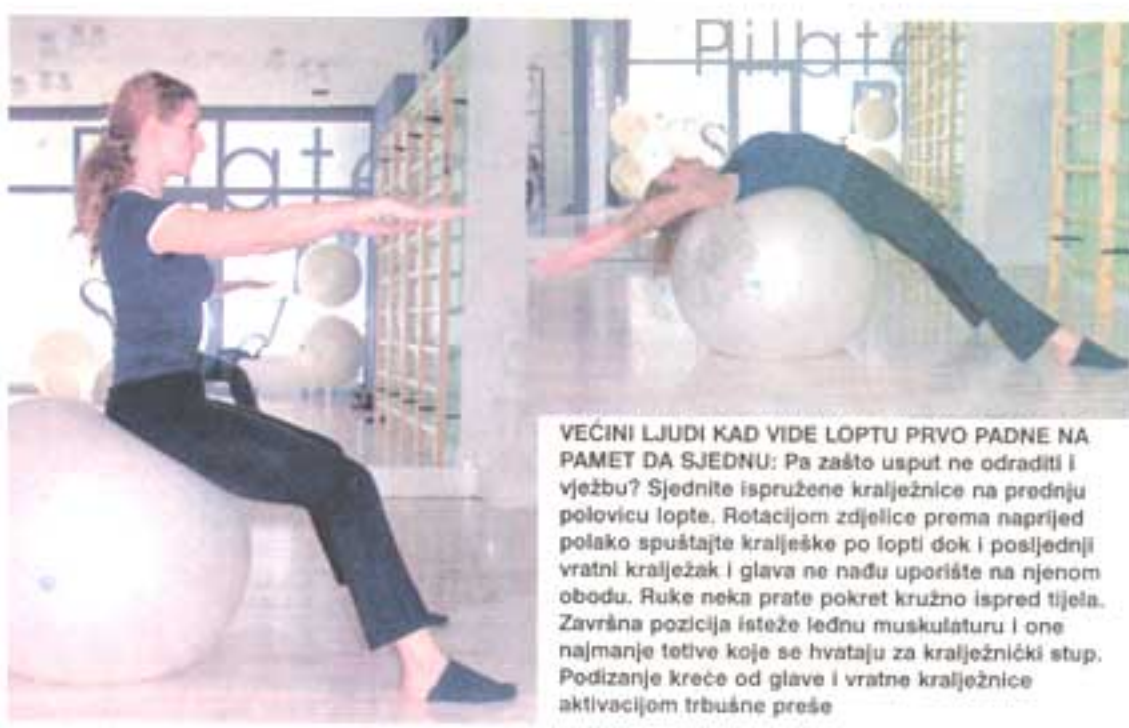 Pilates
Pilate
VEĆINI LJUDI KAD VIDE LOPTU PRVO PADNE NA
PAMET DA SJEDNU: Pa zašto usput ne odraditi i
vježbu? Sjednite ispružene kralježnice na prednju
polovicu lopte. Rotacijom zdjelice prema naprijed
polako spuštajte kralješke po lopti dok i posljednji
vratni kralježak i glava ne nađu uporište na njenom
obodu. Ruke neka prate pokret kružno ispred tijela.
Završna pozicija isteže leđnu muskulaturu i one
najmanje tetive koje se hvataju za kralježnički stup.
Podizanje kreće od glave i vratne kralježnice
aktivacijom trbušne preše